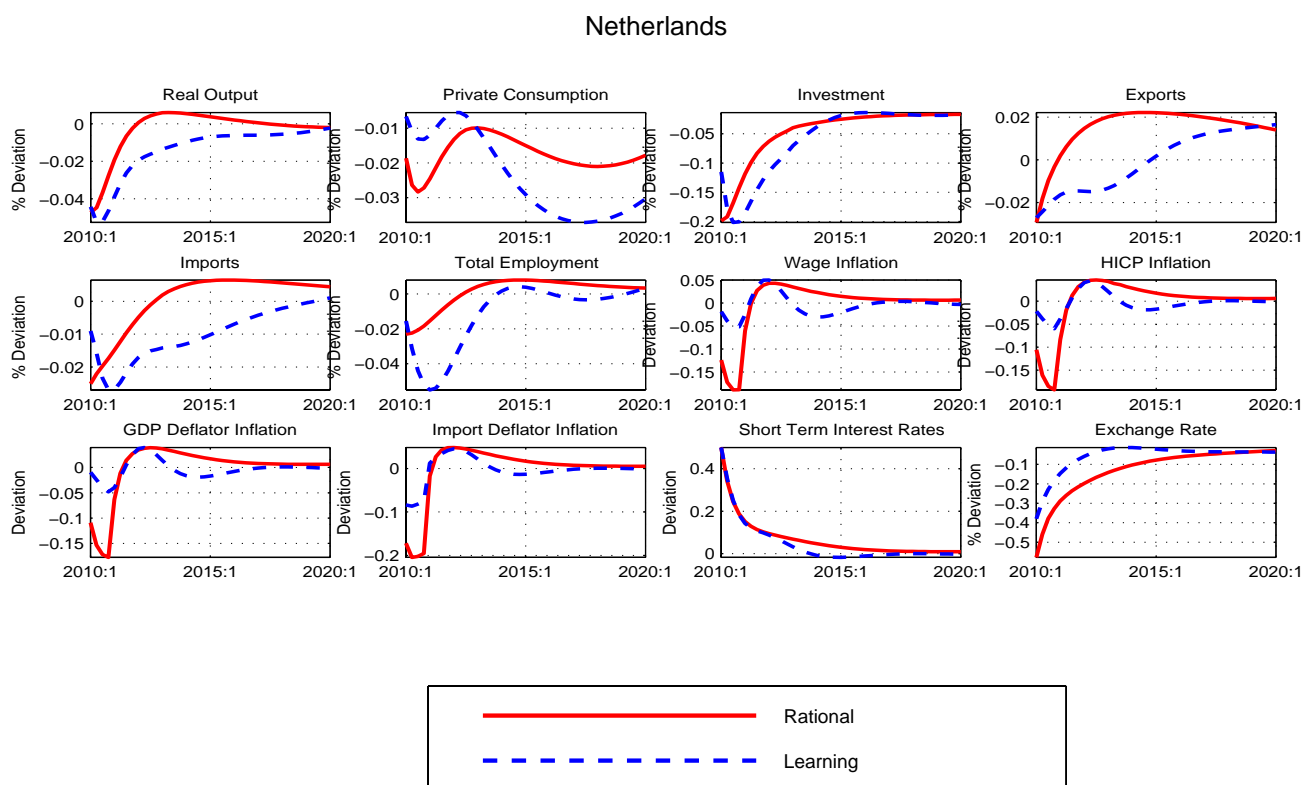 Netherlands
Real Output
% Deviation
0
−0.02
−0.04
2010:1 2015:1 2020:1
Private Consumption
% Deviation
−0.01
−0.02
−0.03
2010:1 2015:1 2020:1
Investment
% Deviation
−0.05
−0.1
−0.15
−0.2
2010:1 2015:1 2020:1
Exports
% Deviation
0.02
0
−0.02
2010:1 2015:1 2020:1
Imports
% Deviation
0
−0.01
−0.02
2010:1 2015:1 2020:1
Total Employment
% Deviation
0
−0.02
−0.04
2010:1 2015:1 2020:1
Wage Inflation
Deviation
0.05
0
−0.05
−0.1
−0.15
2010:1 2015:1 2020:1
HICP Inflation
Deviation
0
−0.05
−0.1
−0.15
2010:1 2015:1 2020:1
GDP Deflator Inflation
Deviation
0
−0.05
−0.1
−0.15
2010:1 2015:1 2020:1
Import Deflator Inflation
Deviation
0
−0.1
−0.2
2010:1 2015:1 2020:1
Short Term Interest Rates
Deviation
0.4
0.2
0
2010:1 2015:1 2020:1
Exchange Rate
% Deviation
−0.1
−0.2
−0.3
−0.4
−0.5
2010:1 2015:1 2020:1
Rational
Learning